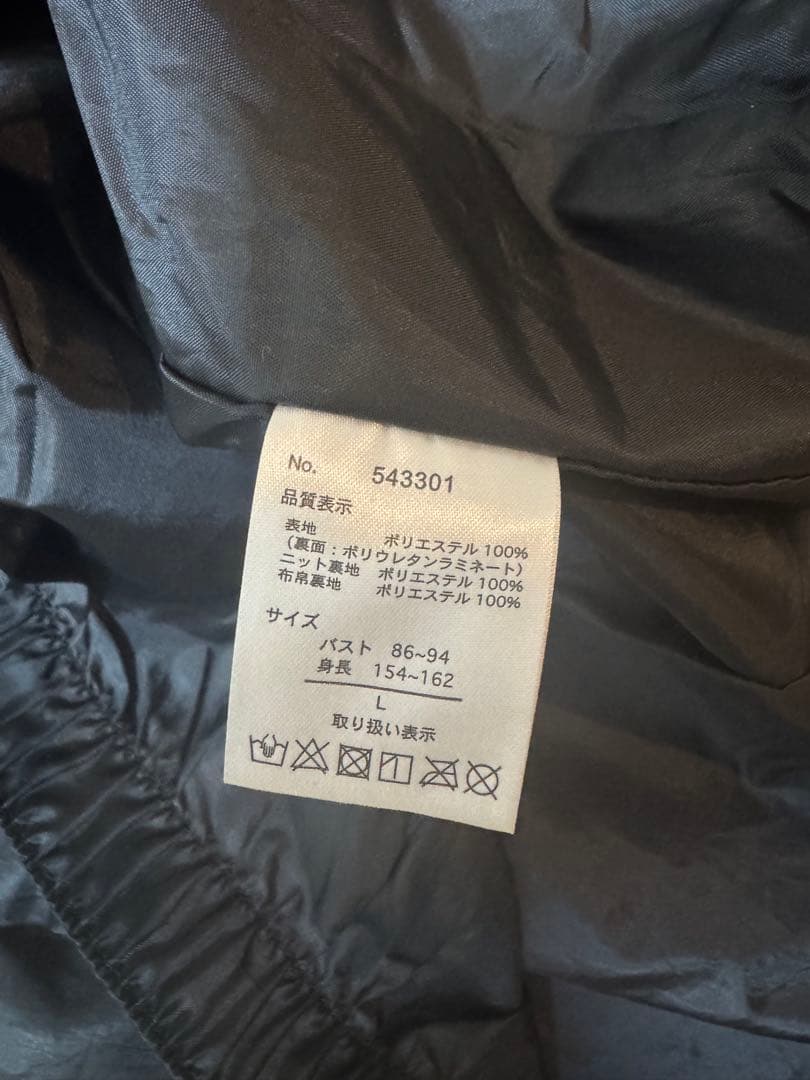 No. 543301
品質表示
表地 ポリエステル 100%
(裏面：ポリウレタンラミネート)
ニット裏地 ポリエステル 100%
布帛裏地 ポリエステル 100%
サイズ
バスト 86~94
身長 154~162
L
取り扱い表示